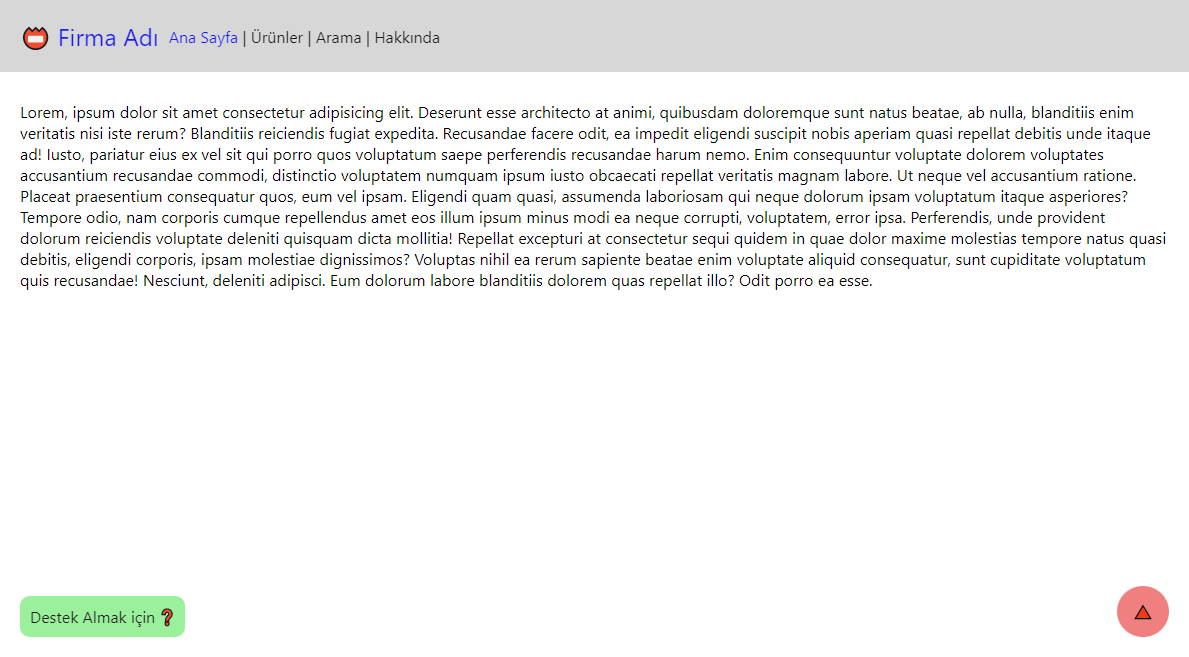 Firma Adı Ana Sayfa | Ürünler | Arama | Hakkında
Lorem, ipsum dolor sit amet consectetur adipisicing elit. Deserunt esse architecto at animi, quibusdam doloremque sunt natus beatae, ab nulla, blanditiis enim
veritatis nisi iste rerum? Blanditiis reiciendis fugiat expedita. Recusandae facere odit, ea impedit eligendi suscipit nobis aperiam quasi repellat debitis unde itaque
ad! Iusto, pariatur eius ex vel sit qui porro quos voluptatum saepe perferendis recusandae harum nemo. Enim consequuntur voluptate dolorem voluptates
accusantium recusandae commodi, distinctio voluptatem numquam ipsum iusto obcaecati repellat veritatis magnam labore. Ut neque vel accusantium ratione.
Placeat praesentium consequatur quos, eum vel ipsam. Eligendi quam quasi, assumenda laboriosam qui neque dolorum ipsam voluptatum itaque asperiores?
Tempore odio, nam corporis cumque repellendus amet eos illum ipsum minus modi ea neque corrupti, voluptatem, error ipsa. Perferendis, unde provident
dolorum reiciendis voluptate deleniti quisquam dicta mollitia! Repellat excepturi at consectetur sequi quidem in quae dolor maxime molestias tempore natus quasi
debitis, eligendi corporis, ipsam molestiae dignissimos? Voluptas nihil ea rerum sapiente beatae enim voluptate aliquid consequatur, sunt cupiditate voluptatum
quis recusandae! Nesciunt, deleniti adipisci. Eum dolorum labore blanditiis dolorem quas repellat illo? Odit porro ea esse.
Destek Almak için ❓